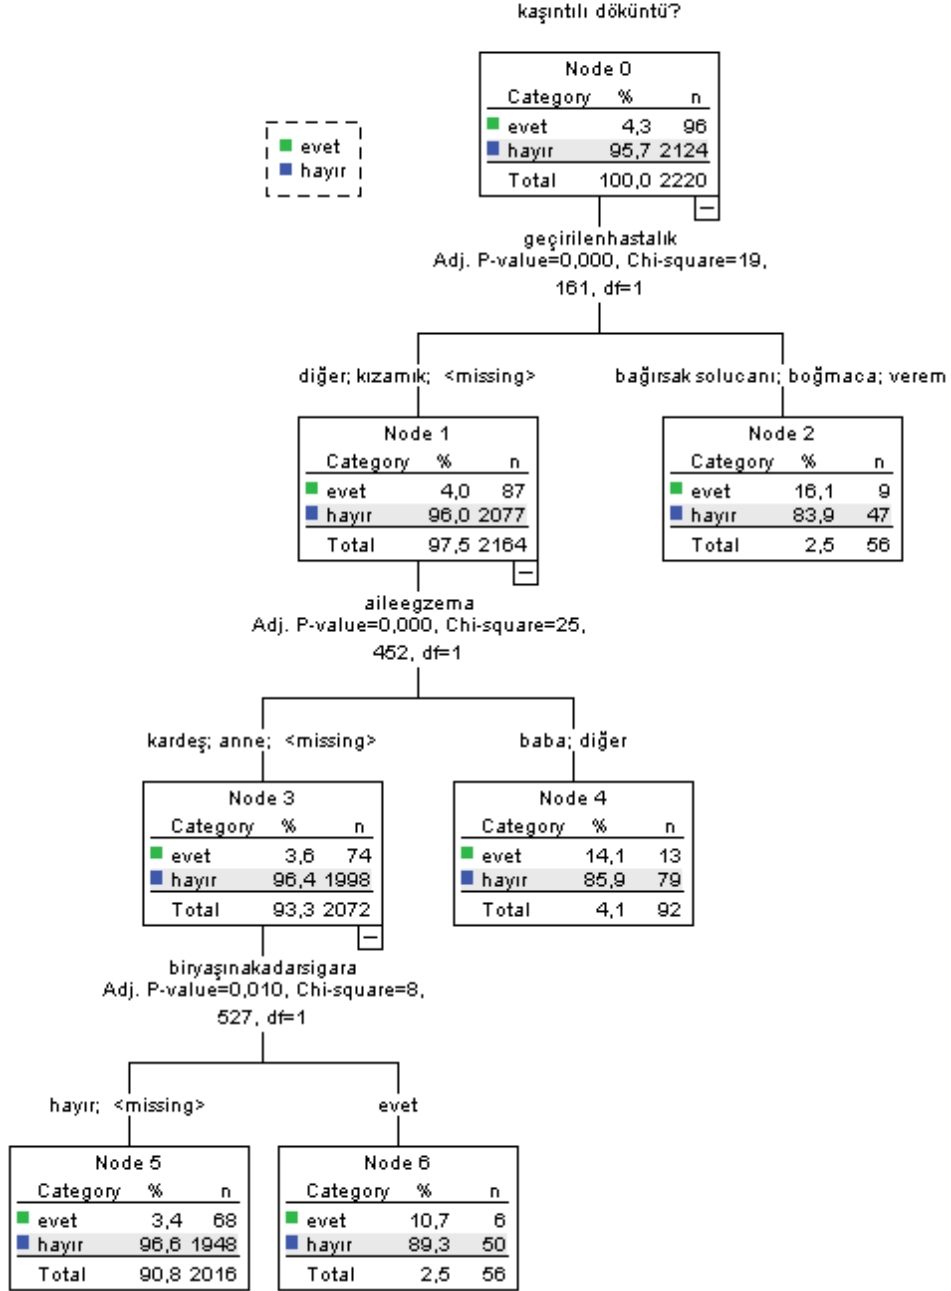 kaşıntılı döküntü?
Node 0
Category % n
evet 4,3 96
hayır 95,7 2124
Total 100,0 2220
evet
hayır
geçirilenhastalık
Adj. P-value=0,000, Chi-square=19,
161, df=1
diğer; kızamık; <missing>
bağırsak solucanı; boğmaca; verem
Node 1
Category % n
evet 4,0 87
hayır 96,0 2077
Total 97,5 2164
Node 2
Category % n
evet 16,1 9
hayır 83,9 47
Total 2,5 56
aileegzema
Adj. P-value=0,000, Chi-square=25,
452, df=1
kardeş; anne; <missing>
baba; diğer
Node 3
Category % n
evet 3,6 74
hayır 96,4 1998
Total 93,3 2072
Node 4
Category % n
evet 14,1 13
hayır 85,9 79
Total 4,1 92
biryaşınakadarsigara
Adj. P-value=0,010, Chi-square=8,
527, df=1
hayır; <missing>
evet
Node 5
Category % n
evet 3,4 68
hayır 96,6 1948
Total 90,8 2016
Node 6
Category % n
evet 10,7 6
hayır 89,3 50
Total 2,5 56